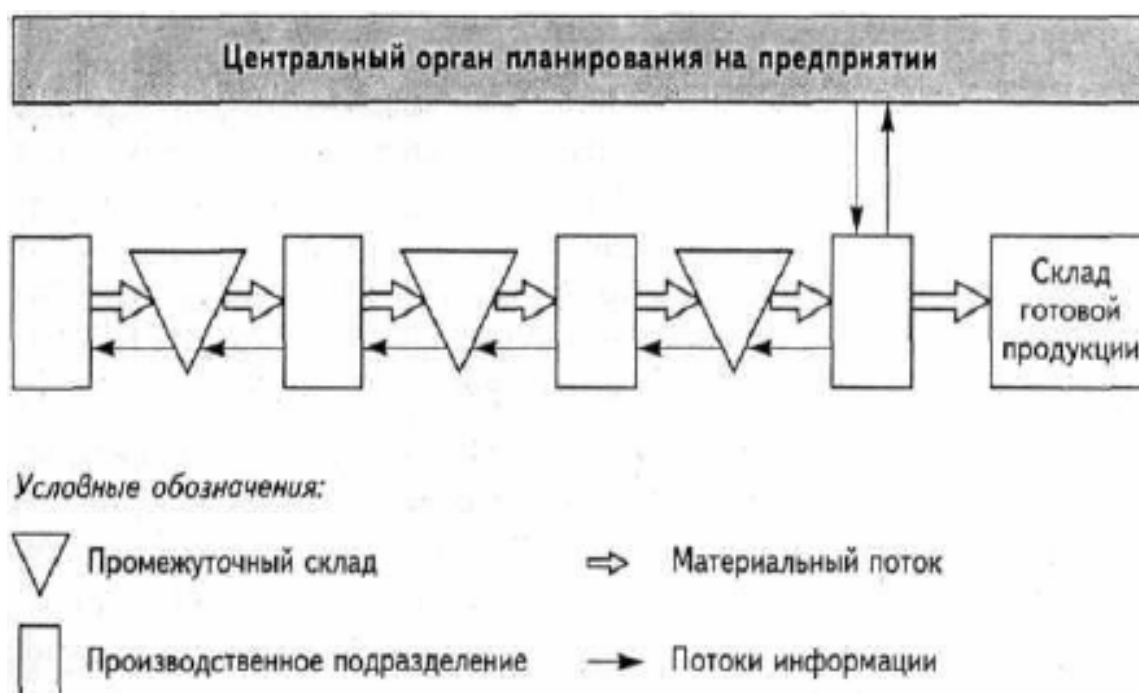 Центральный орган планирования на предприятии
Склад
готовой
продукции
Условные обозначения:
Промежуточный склад
Материальный поток
Производственное подразделение
Потоки информации